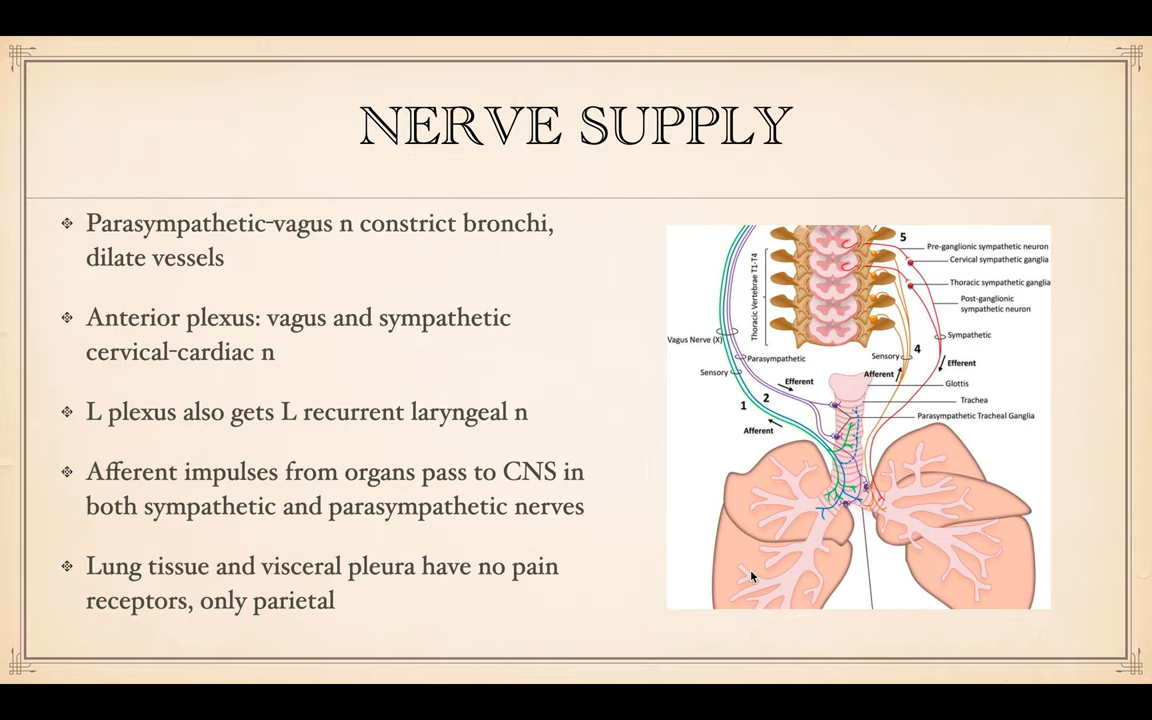 NERVE SUPPLY
Parasympathetic-vagus n constrict bronchi,
dilate vessels
Anterior plexus: vagus and sympathetic
cervical-cardiac n
L plexus also gets L recurrent laryngeal n
Afferent impulses from organs pass to CNS in
both sympathetic and parasympathetic nerves
Lung tissue and visceral pleura have no pain
receptors, only parietal
5
Pre-ganglionic sympathetic neuron
Cervical sympathetic ganglia
Thoracic sympathetic ganglia
Post-ganglionic
sympathetic neuron
Thoracic Vertebrae T1-T4
Vagus Nerve (X)
Parasympathetic
Sensory
Efferent
1
2
Afferent
Sympathetic
4
Sensory
Efferent
Afferent
Glottis
Trachea
Parasympathetic Tracheal Ganglia